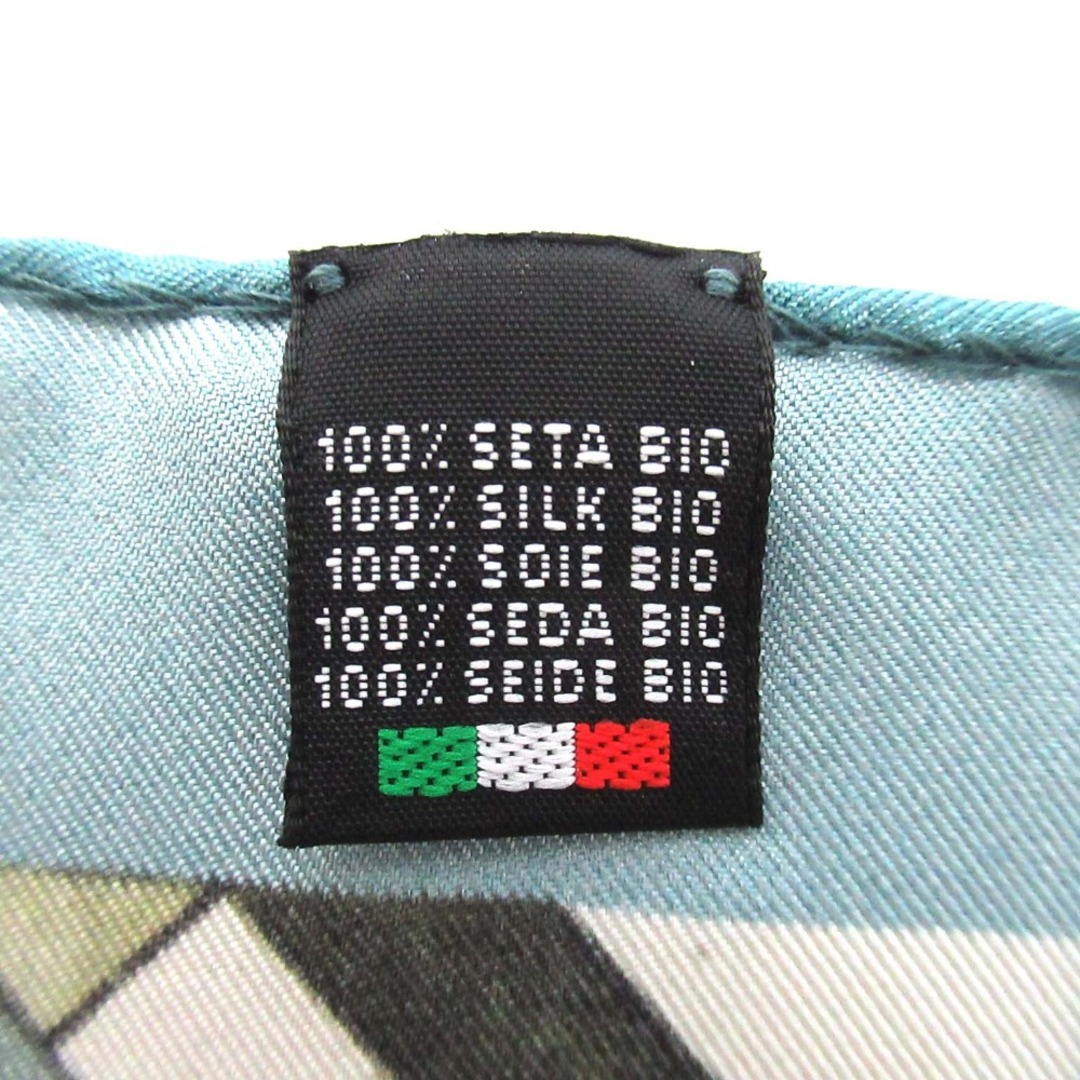 100% SETA BIO
100% SILK BIO
100% SOIE BIO
100% SEDA BIO
100% SEIDE BIO